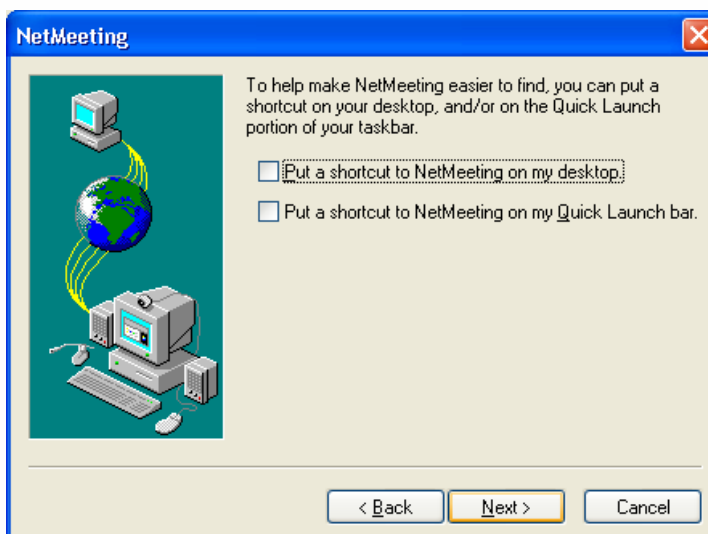 NetMeeting
To help make NetMeeting easier to find, you can put a
shortcut on your desktop, and/or on the Quick Launch
portion of your taskbar.
Put a shortcut to NetMeeting on my desktop.
Put a shortcut to NetMeeting on my Quick Launch bar.
< Back
Next >
Cancel